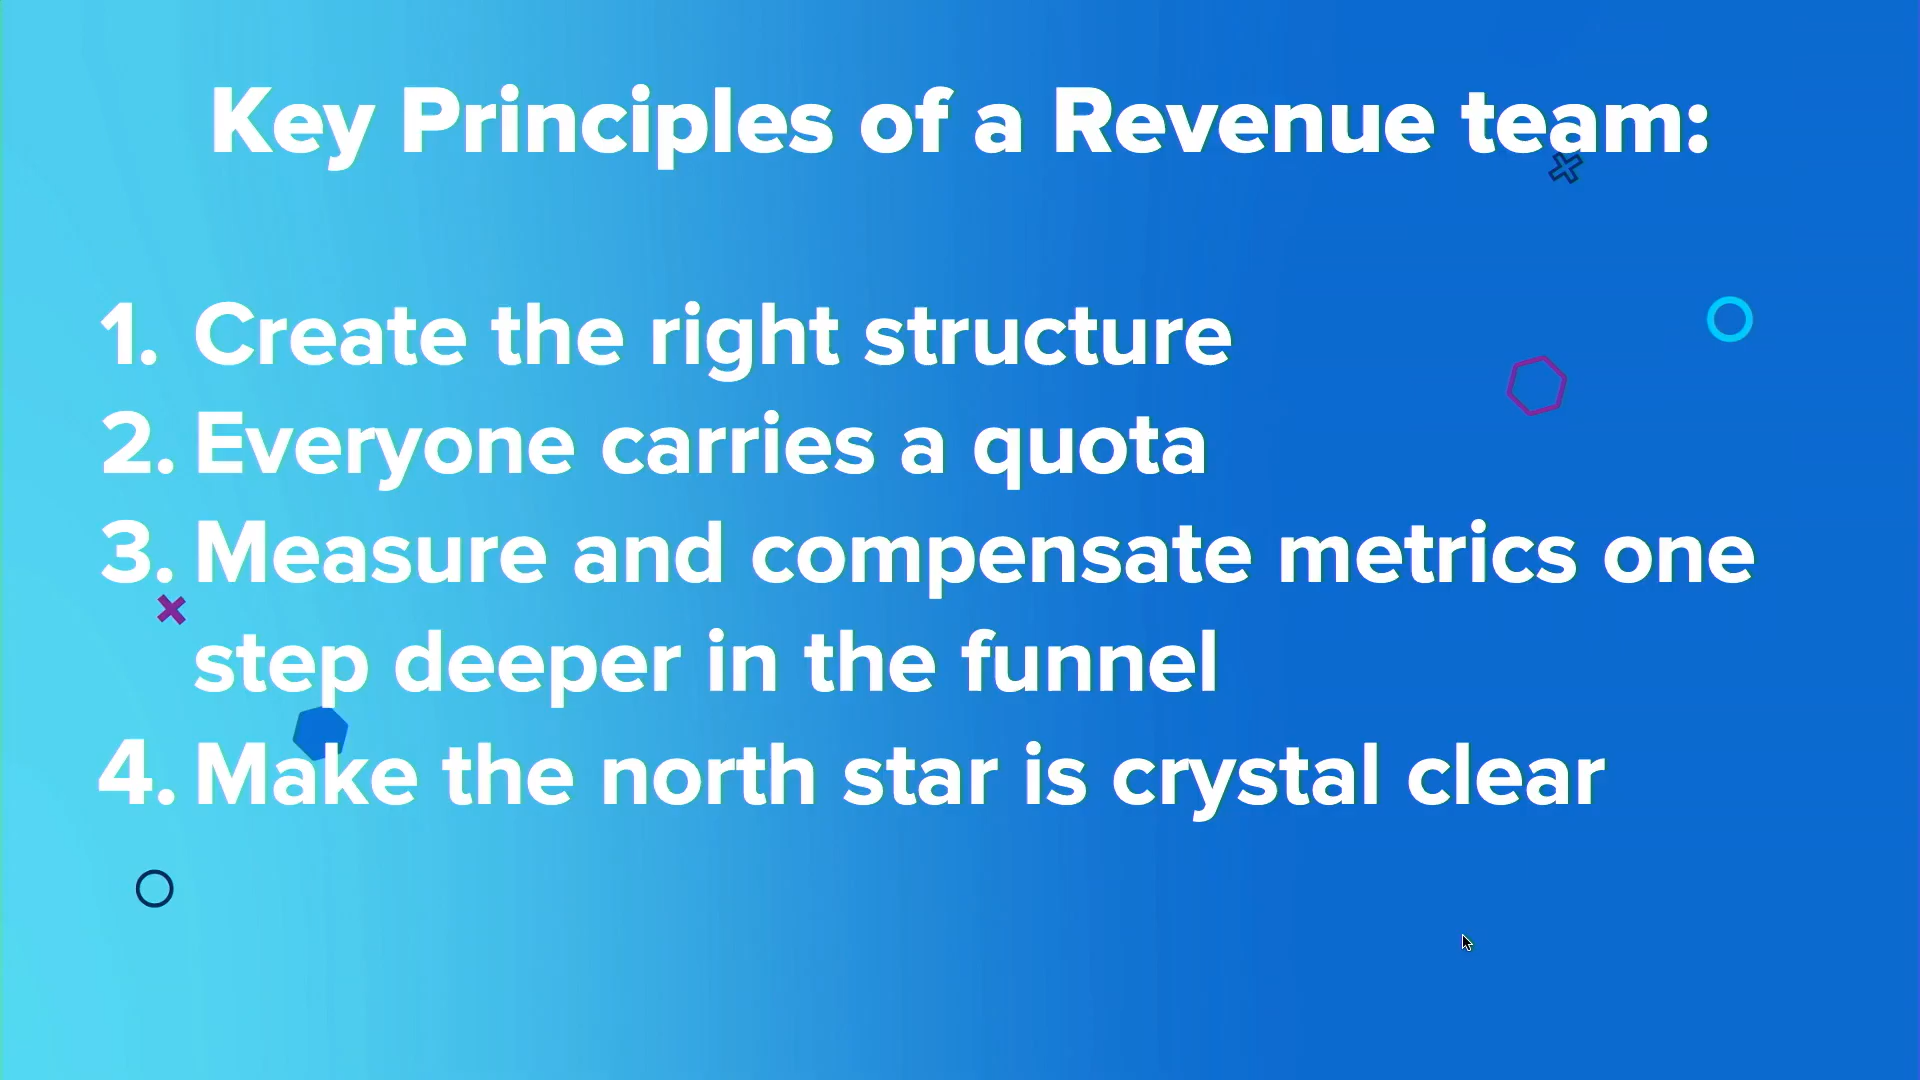 Key Principles of a Revenue team:
1. Create the right structure
2. Everyone carries a quota
3. Measure and compensate metrics one
step deeper in the funnel
4. Make the north star is crystal clear